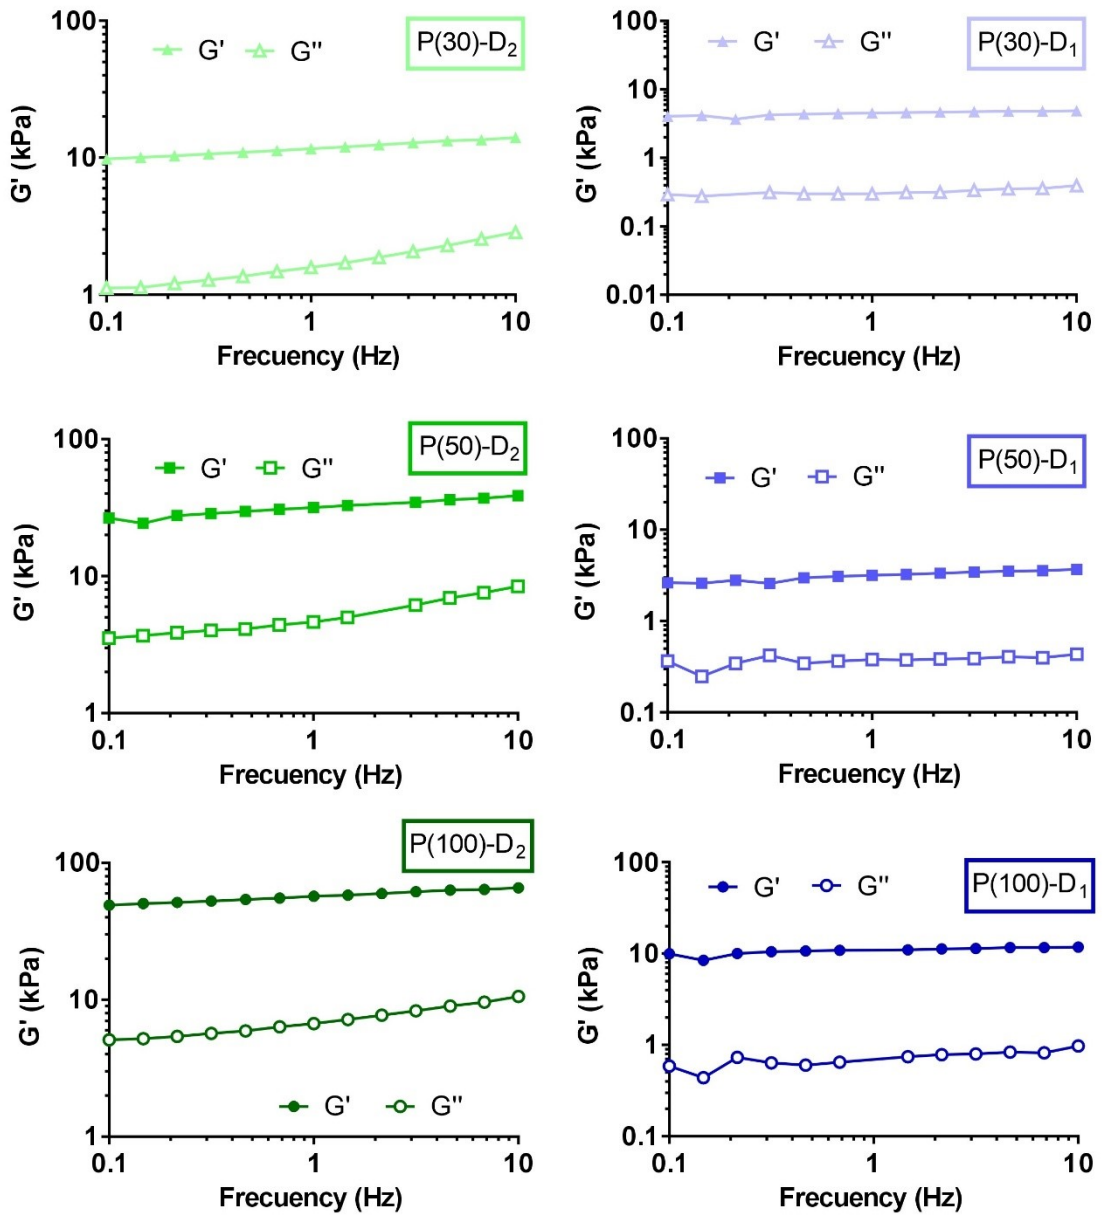 100
10
1
G' (kPa)
G' G''
P(30)-D₂
0.1 1 10
Frecuency (Hz)
100
10
1
0.1
0.01
G' (kPa)
G' G''
P(30)-D₁
0.1 1 10
Frecuency (Hz)
100
10
1
G' (kPa)
G' G''
P(50)-D₂
0.1 1 10
Frecuency (Hz)
100
10
1
0.1
G' (kPa)
G' G''
P(50)-D₁
0.1 1 10
Frecuency (Hz)
100
10
1
G' (kPa)
P(100)-D₂
G' G''
0.1 1 10
Frecuency (Hz)
100
10
1
0.1
G' (kPa)
G' G''
P(100)-D₁
0.1 1 10
Frecuency (Hz)